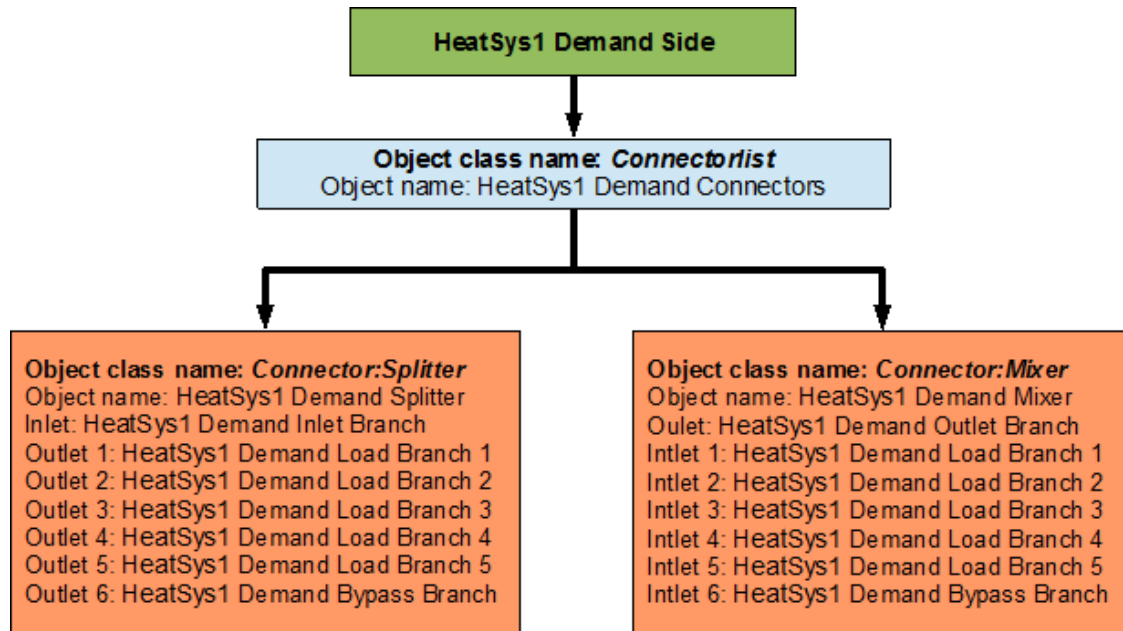 HeatSys1 Demand Side
Object class name: Connectorlist
Object name: HeatSys1 Demand Connectors
Object class name: Connector:Splitter
Object name: HeatSys1 Demand Splitter
Inlet: HeatSys1 Demand Inlet Branch
Outlet 1: HeatSys1 Demand Load Branch 1
Outlet 2: HeatSys1 Demand Load Branch 2
Outlet 3: HeatSys1 Demand Load Branch 3
Outlet 4: HeatSys1 Demand Load Branch 4
Outlet 5: HeatSys1 Demand Load Branch 5
Outlet 6: HeatSys1 Demand Bypass Branch
Object class name: Connector:Mixer
Object name: HeatSys1 Demand Mixer
Oulet: HeatSys1 Demand Outlet Branch
Intlet 1: HeatSys1 Demand Load Branch 1
Intlet 2: HeatSys1 Demand Load Branch 2
Intlet 3: HeatSys1 Demand Load Branch 3
Intlet 4: HeatSys1 Demand Load Branch 4
Intlet 5: HeatSys1 Demand Load Branch 5
Intlet 6: HeatSys1 Demand Bypass Branch